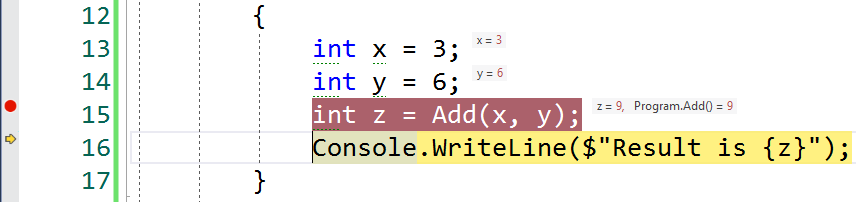 12 {
13 int x = 3; x = 3
14 int y = 6; y = 6
15 int z = Add(x, y); z = 9, Program.Add() = 9
16 Console.WriteLine($"Result is {z}");
17 }